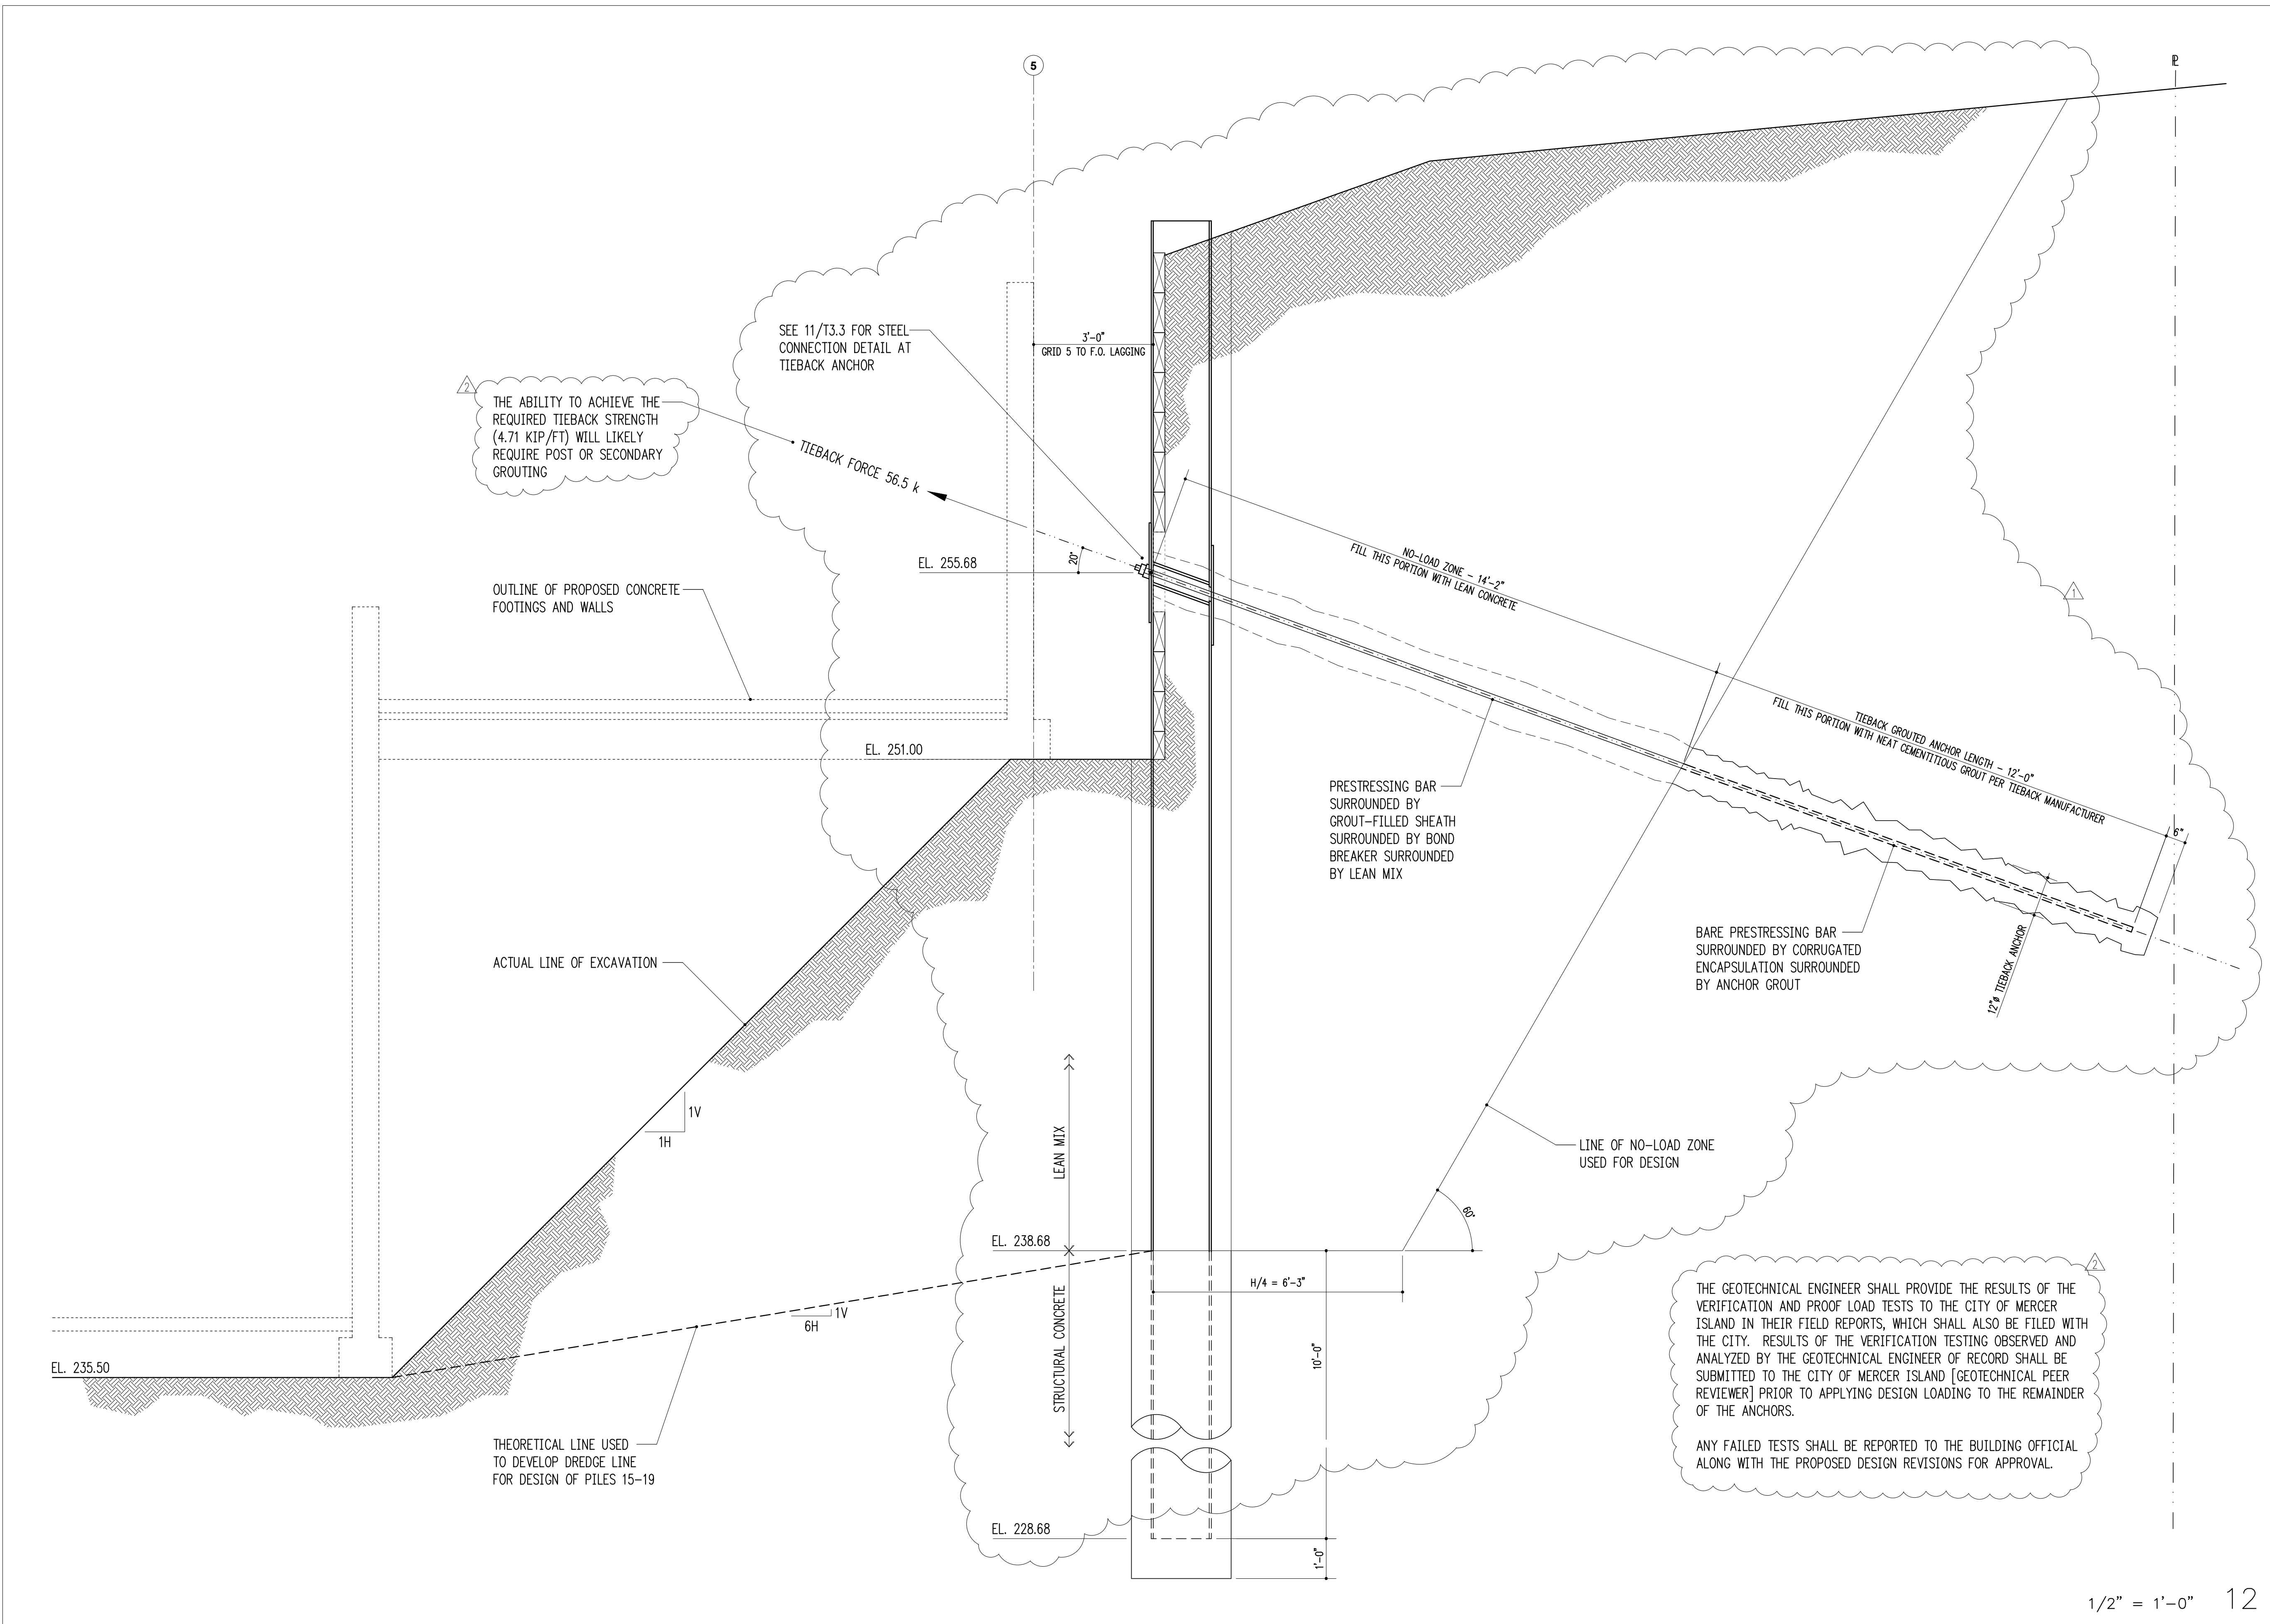 5
PL
SEE 11/T3.3 FOR STEEL
CONNECTION DETAIL AT
TIEBACK ANCHOR
3'-0"
GRID 5 TO F.O. LAGGING
2
THE ABILITY TO ACHIEVE THE
REQUIRED TIEBACK STRENGTH
(4.71 KIP/FT) WILL LIKELY
REQUIRE POST OR SECONDARY
GROUTING
TIEBACK FORCE 56.5 k
EL. 255.68
20°
NO-LOAD ZONE - 14'-2"
FILL THIS PORTION WITH LEAN CONCRETE
1
OUTLINE OF PROPOSED CONCRETE
FOOTINGS AND WALLS
TIEBACK GROUTED ANCHOR LENGTH - 12'-0"
FILL THIS PORTION WITH NEAT CEMENTITIOUS GROUT PER TIEBACK MANUFACTURER
6"
EL. 251.00
PRESTRESSING BAR
SURROUNDED BY
GROUT-FILLED SHEATH
SURROUNDED BY BOND
BREAKER SURROUNDED
BY LEAN MIX
BARE PRESTRESSING BAR
SURROUNDED BY CORRUGATED
ENCAPSULATION SURROUNDED
BY ANCHOR GROUT
12"ø TIEBACK ANCHOR
ACTUAL LINE OF EXCAVATION
1V
1H
LEAN MIX
LINE OF NO-LOAD ZONE
USED FOR DESIGN
60°
EL. 238.68
H/4 = 6'-3"
STRUCTURAL CONCRETE
10'-0"
1V
6H
EL. 235.50
THEORETICAL LINE USED
TO DEVELOP DREDGE LINE
FOR DESIGN OF PILES 15-19
2
THE GEOTECHNICAL ENGINEER SHALL PROVIDE THE RESULTS OF THE
VERIFICATION AND PROOF LOAD TESTS TO THE CITY OF MERCER
ISLAND IN THEIR FIELD REPORTS, WHICH SHALL ALSO BE FILED WITH
THE CITY. RESULTS OF THE VERIFICATION TESTING OBSERVED AND
ANALYZED BY THE GEOTECHNICAL ENGINEER OF RECORD SHALL BE
SUBMITTED TO THE CITY OF MERCER ISLAND [GEOTECHNICAL PEER
REVIEWER] PRIOR TO APPLYING DESIGN LOADING TO THE REMAINDER
OF THE ANCHORS.
ANY FAILED TESTS SHALL BE REPORTED TO THE BUILDING OFFICIAL
ALONG WITH THE PROPOSED DESIGN REVISIONS FOR APPROVAL.
EL. 228.68
1'-0"
1/2" = 1'-0" 12